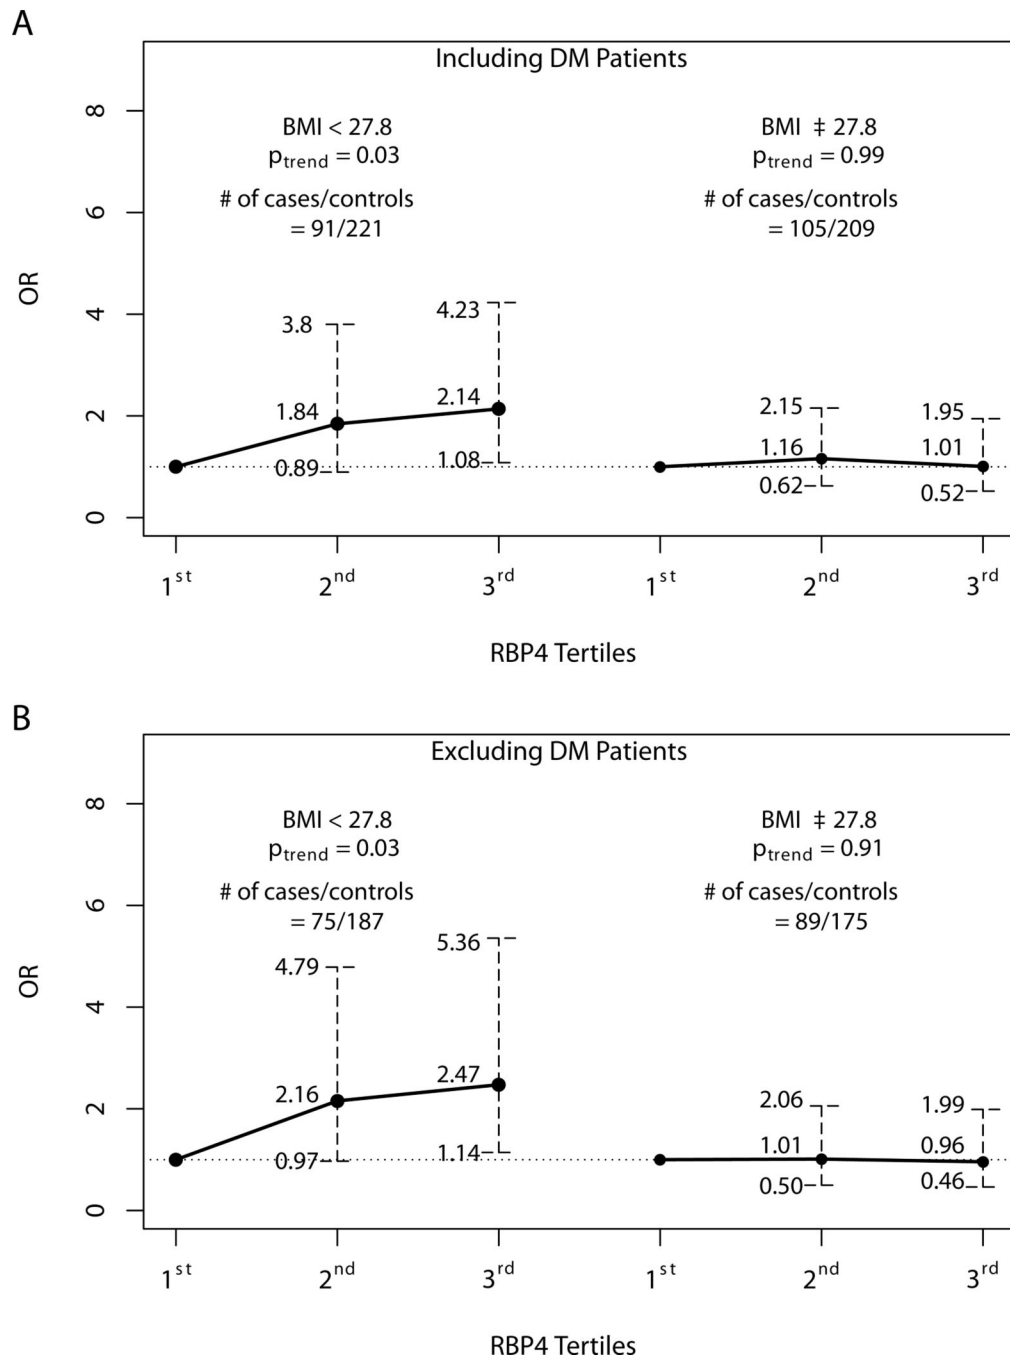 A
Including DM Patients
BMI < 27.8
p_trend = 0.03
# of cases/controls
= 91/221
BMI ‡ 27.8
p_trend = 0.99
# of cases/controls
= 105/209
OR
8
6
4
2
0
3.8
1.84
0.89
4.23
2.14
1.08
2.15
1.16
0.62
1.95
1.01
0.52
1st
2nd
3rd
1st
2nd
3rd
RBP4 Tertiles
B
Excluding DM Patients
BMI < 27.8
p_trend = 0.03
# of cases/controls
= 75/187
BMI ‡ 27.8
p_trend = 0.91
# of cases/controls
= 89/175
OR
8
6
4
2
0
4.79
2.16
0.97
5.36
2.47
1.14
2.06
1.01
0.50
1.99
0.96
0.46
1st
2nd
3rd
1st
2nd
3rd
RBP4 Tertiles